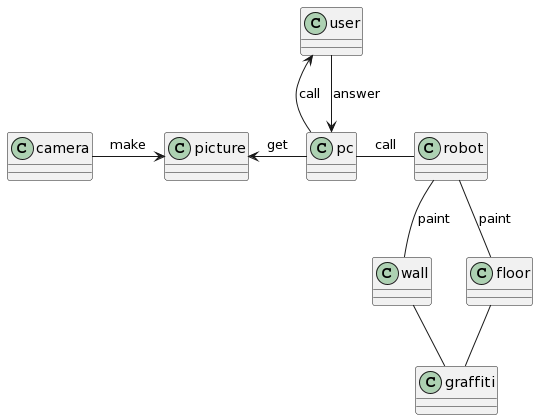 C user
call
answer
C camera
make
C picture
get
C pc
call
C robot
paint
paint
C wall
C floor
C graffiti